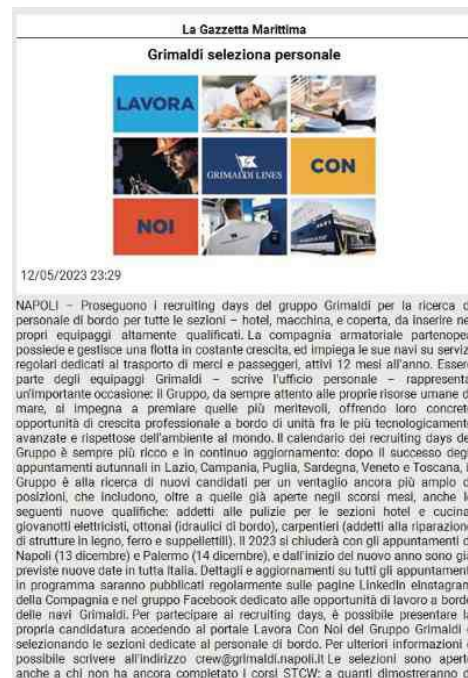 La Gazzetta Marittima
Grimaldi seleziona personale
LAVORA
GRIMALDI LINES
CON
NOI
12/05/2023 23:29
NAPOLI – Proseguono i recruiting days del gruppo Grimaldi per la ricerca
personale di bordo per tutte le sezioni – hotel, macchina, e coperta, da inserire
propri equipaggi altamente qualificati. La compagnia armatoriale partenopea
possiede e gestisce una flotta in costante crescita, ed impiega le sue navi su
regolari dedicati al trasporto di merci e passeggeri, attivi 12 mesi all'anno.
parte degli equipaggi Grimaldi – scrive l'ufficio personale – rappresenta
un'importante occasione: il Gruppo, da sempre attento alle proprie risorse umane
mare, si impegna a premiare quelle più meritevoli, offrendo loro
opportunità di crescita professionale a bordo di unità fra le più tecnologicamente
avanzate e rispettose dell'ambiente al mondo. Il calendario dei recruiting days
Gruppo è sempre più ricco e in continuo aggiornamento: dopo il successo degli
appuntamenti autunnali in Lazio, Campania, Puglia, Sardegna, Veneto e Toscana,
Gruppo è alla ricerca di nuovi candidati per un ventaglio ancora più ampio
posizioni, che includono, oltre a quelle già aperte negli scorsi mesi, anche
seguenti nuove qualifiche: addetti alle pulizie per le sezioni hotel e cucina,
giovanotti elettricisti, ottonai (idraulici di bordo), carpentieri (addetti alla riparazione
di strutture in legno, ferro e suppellettili). Il 2023 si chiuderà con gli appuntamenti
Napoli (13 dicembre) e Palermo (14 dicembre), e dall'inizio del nuovo anno sono già
previste nuove date in tutta Italia. Dettagli e aggiornamenti su tutti gli appuntamenti
in programma saranno pubblicati regolarmente sulle pagine LinkedIn eInstagram
della Compagnia e nel gruppo Facebook dedicato alle opportunità di lavoro a bordo
delle navi Grimaldi. Per partecipare ai recruiting days, è possibile presentare la
propria candidatura accedendo al portale Lavora Con Noi del Gruppo Grimaldi
selezionando le sezioni dedicate al personale di bordo. Per ulteriori informazioni
possibile scrivere all'indirizzo crew@grimaldi.napoli.it Le selezioni sono aperte
anche a chi non ha ancora completato i corsi STCW: a quanti dimostreranno